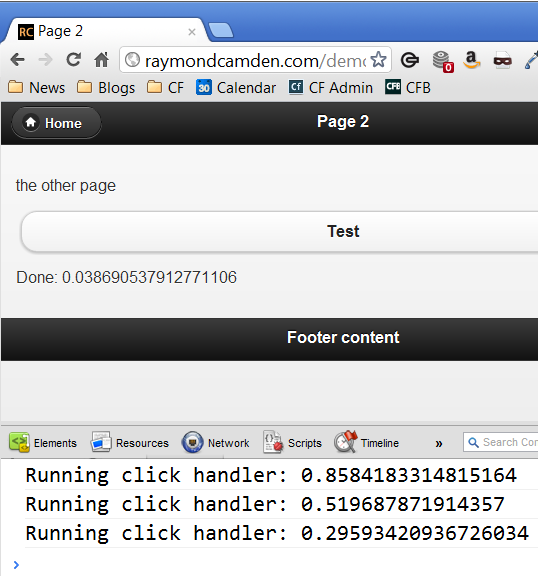 RC Page 2
raymondcamden.com/demo
0
News Blogs CF 30 Calendar Cf CF Admin CFB CFB
Home Page 2
the other page
Test
Done: 0.038690537912771106
Footer content
Elements Resources Network Scripts Timeline » Search Con
Running click handler: 0.8584183314815164
Running click handler: 0.519687871914357
Running click handler: 0.29593420936726034